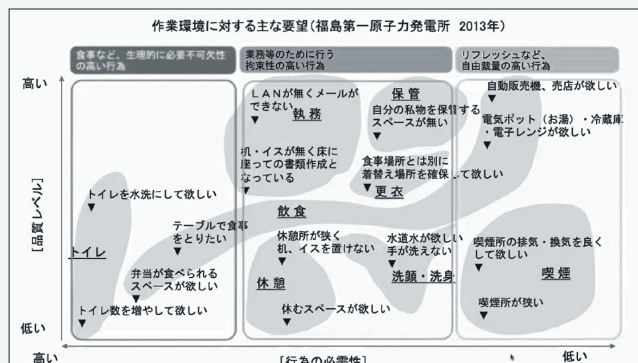 作業環境に対する主な要望（福島第一原子力発電所 2013年）
食事など、生理的に必要不可欠性
の高い行為
業務等のために行う
拘束性の高い行為
リフレッシュなど、
自由裁量の高い行為
高い
[品質レベル]
低い
トイレを水洗にして欲しい
▼
テーブルで食事
をとりたい
▼
トイレ
弁当が食べられる
スペースが欲しい
▼
トイレ数を増やして欲しい
▼
ＬＡＮが無くメールが
できない
▼
執務
保管
自分の私物を保管する
スペースが無い
▼
机・イスが無く床に
座っての書類作成と
なっている
▼
食事場所とは別に
着替え場所を確保して欲しい
▼
更衣
飲食
休憩所が狭く
机、イスを置けない
▼
水道水が欲しい
手が洗えない
▼
休憩
洗顔・洗身
休むスペースが欲しい
▼
自動販売機、売店が欲しい
▼
電気ポット（お湯）・冷蔵庫
・電子レンジが欲しい
▼
喫煙所の排気・換気を良く
して欲しい
▼
喫煙
喫煙所が狭い
▼
高い
[行為の必需性]
低い